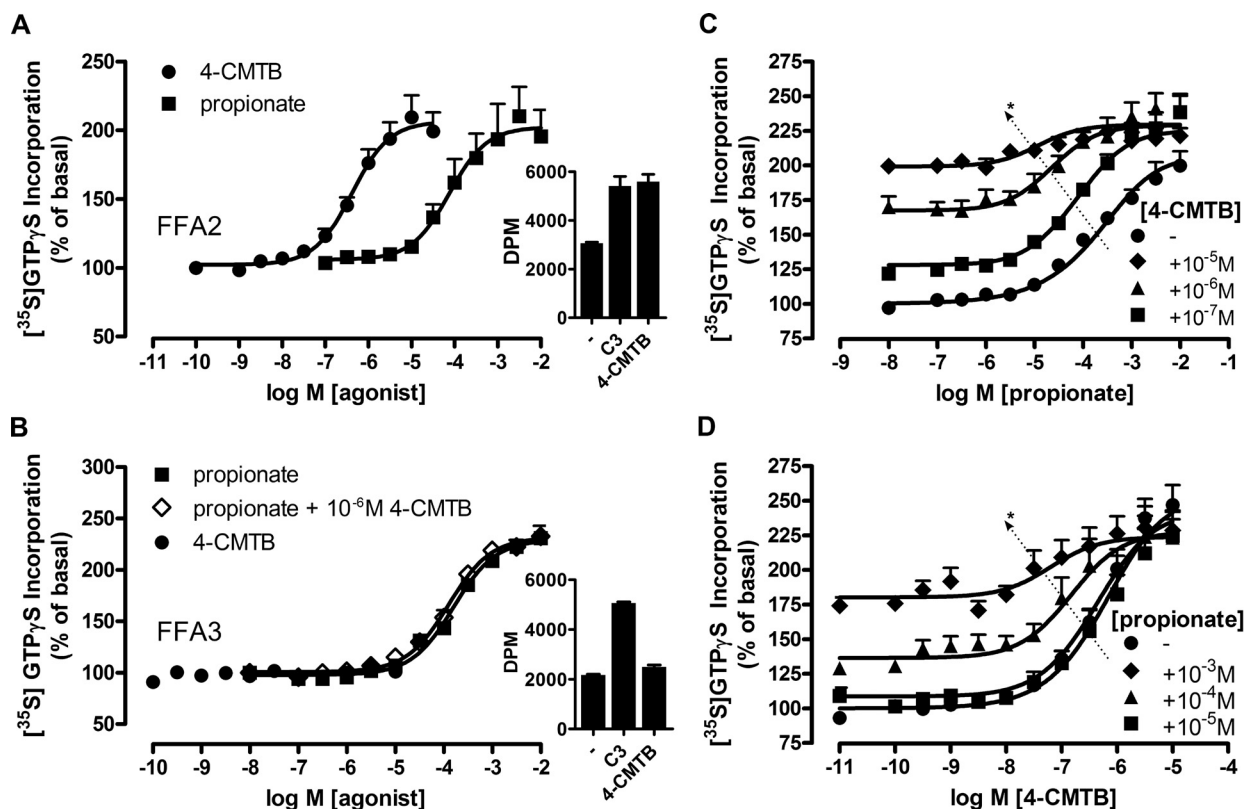 A
[³⁵S]GTPγS Incorporation
(% of basal)
250
200
150
100
50
4-CMTB
propionate
FFA2
-11 -10 -9 -8 -7 -6 -5 -4 -3 -2
log M [agonist]
DPM
6000
4000
2000
0
- C3 4-CMTB
B
[³⁵S] GTPγS Incorporation
(% of basal)
300
250
200
150
100
50
propionate
propionate + 10⁻⁶M 4-CMTB
4-CMTB
FFA3
-10 -9 -8 -7 -6 -5 -4 -3 -2
log M [agonist]
DPM
6000
4000
2000
0
- C3 4-CMTB
C
[³⁵S]GTPγS Incorporation
(% of basal)
275
250
225
200
175
150
125
100
75
*
[4-CMTB]
-
+10⁻⁵M
+10⁻⁶M
+10⁻⁷M
-9 -8 -7 -6 -5 -4 -3 -2 -1
log M [propionate]
D
[³⁵S]GTPγS Incorporation
(% of basal)
275
250
225
200
175
150
125
100
75
*
[propionate]
-
+10⁻³M
+10⁻⁴M
+10⁻⁵M
-11 -10 -9 -8 -7 -6 -5 -4
log M [4-CMTB]